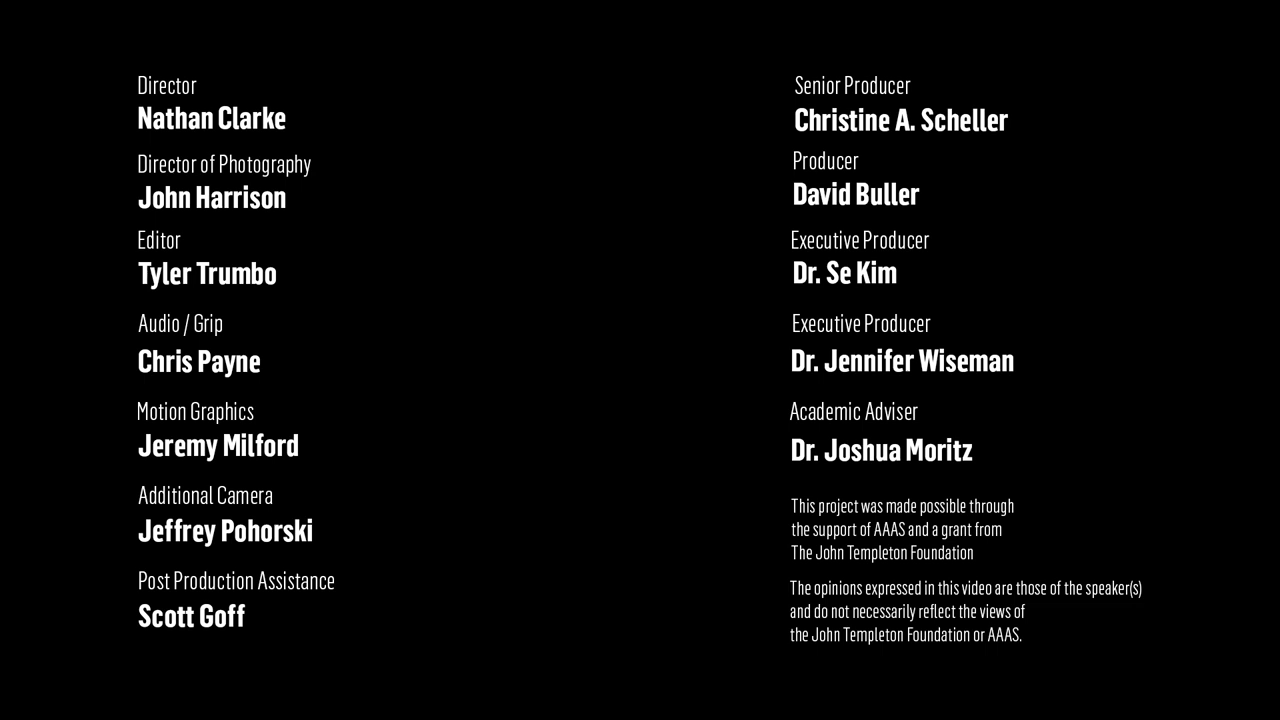 Director
Nathan Clarke
Director of Photography
John Harrison
Editor
Tyler Trumbo
Audio / Grip
Chris Payne
Motion Graphics
Jeremy Milford
Additional Camera
Jeffrey Pohorski
Post Production Assistance
Scott Goff
Senior Producer
Christine A. Scheller
Producer
David Buller
Executive Producer
Dr. Se Kim
Executive Producer
Dr. Jennifer Wiseman
Academic Adviser
Dr. Joshua Moritz
This project was made possible through
the support of AAAS and a grant from
The John Templeton Foundation
The opinions expressed in this video are those of the speaker(s)
and do not necessarily reflect the views of
the John Templeton Foundation or AAAS.